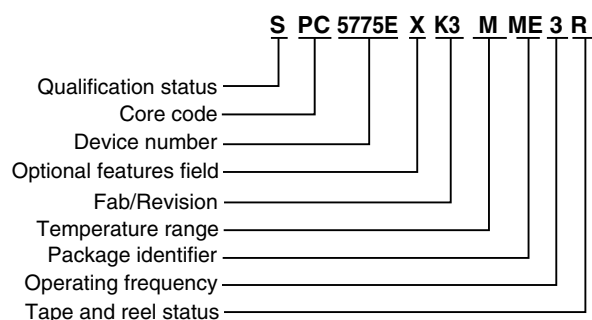 S PC 5775E X K3 M ME 3 R
Qualification status
Core code
Device number
Optional features field
Fab/Revision
Temperature range
Package identifier
Operating frequency
Tape and reel status